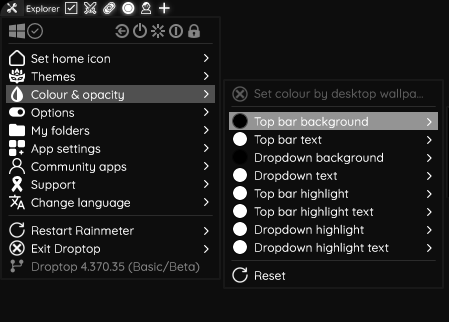 Explorer
Set home icon
Themes
Colour & opacity
Options
My folders
App settings
Community apps
Support
Change language
Restart Rainmeter
Exit Droptop
Droptop 4.370.35 (Basic/Beta)
Set colour by desktop wallpa...
Top bar background
Top bar text
Dropdown background
Dropdown text
Top bar highlight
Top bar highlight text
Dropdown highlight
Dropdown highlight text
Reset